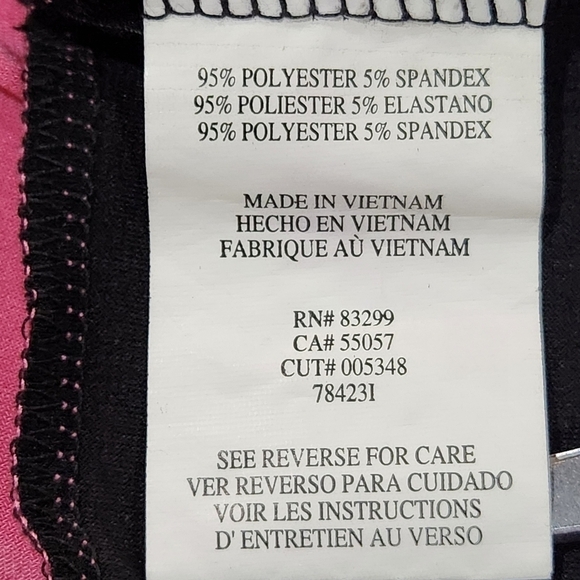 95% POLYESTER 5% SPANDEX
95% POLIESTER 5% ELASTANO
95% POLYESTER 5% SPANDEX
MADE IN VIETNAM
HECHO EN VIETNAM
FABRIQUE AÙ VIETNAM
RN# 83299
CA# 55057
CUT# 005348
78423I
SEE REVERSE FOR CARE
VER REVERSO PARA CUIDADO
VOIR LES INSTRUCTIONS
D' ENTRETIEN AU VERSO